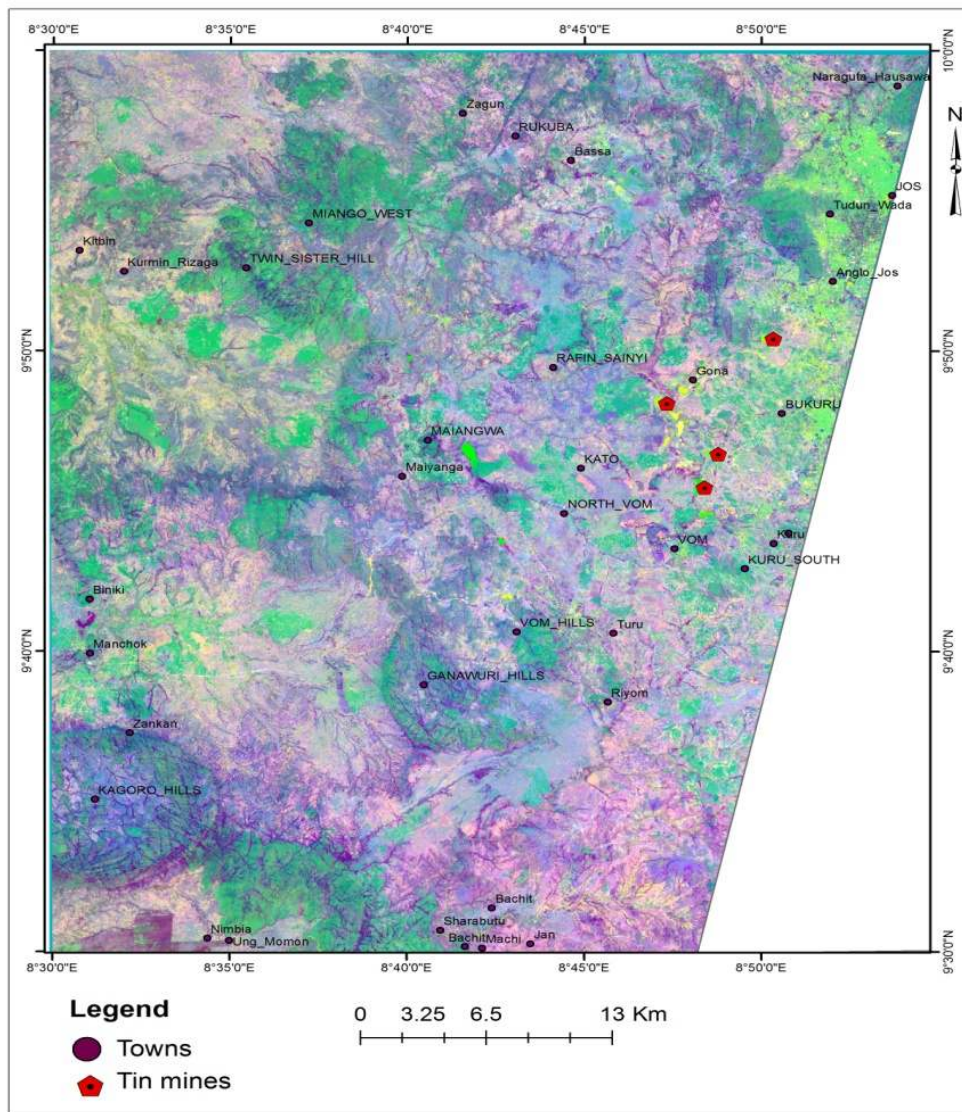 8°30'0"E 8°35'0"E 8°40'0"E 8°45'0"E 8°50'0"E
10°0'0"N
Naraguta_Hausawa
Zagun
N
RUKUBA
Bassa
JOS
Tudun_Wada
MIANGO_WEST
Kitbin
TWIN_SISTER_HILL
Kurmin_Rizaga
Anglo_Jos
9°50'0"N 9°50'0"N
RAFIN_SAINYI
Gona
BUKURU
MAIANGWA
KATO
Maiyanga
NORTH_VOM
Kuru
VOM
KURU_SOUTH
Biniki
VOM_HILLS Turu
Manchok
9°40'0"N 9°40'0"N
GANAWURI_HILLS
Riyom
Zankan
KAGORO_HILLS
Bachit
Sharabutu
Nimbia
Ung_Momon
Bachit Machi
Jan
9°30'0"N
8°30'0"E 8°35'0"E 8°40'0"E 8°45'0"E 8°50'0"E
Legend
Towns
Tin mines
0 3.25 6.5 13 Km